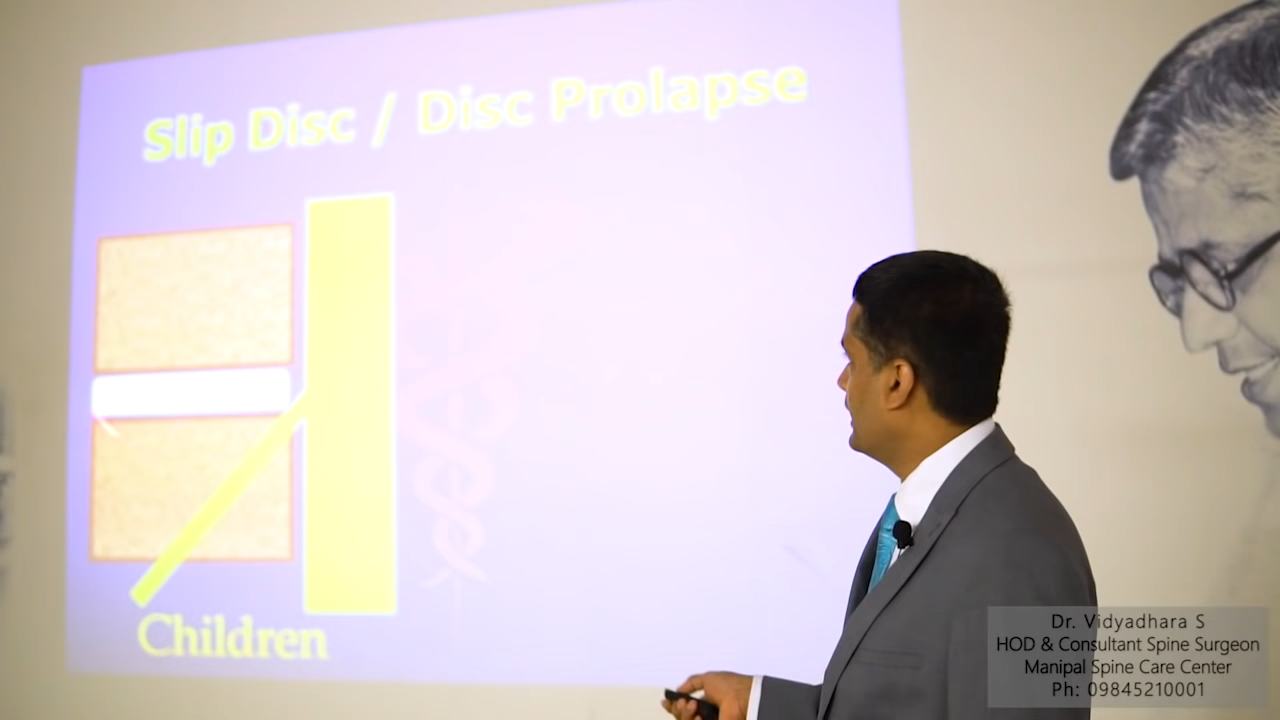 Slip Disc / Disc Prolapse
Children
Dr. Vidyadhara S
HOD & Consultant Spine Surgeon
Manipal Spine Care Center
Ph: 09845210001